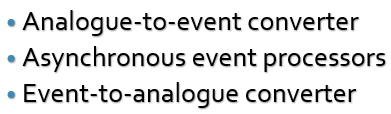 • Analogue-to-event converter
• Asynchronous event processors
• Event-to-analogue converter